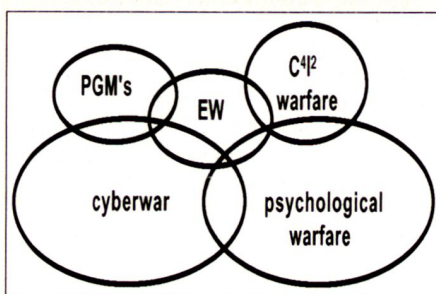 PGM's
EW
C⁴I²
warfare
cyberwar
psychological
warfare